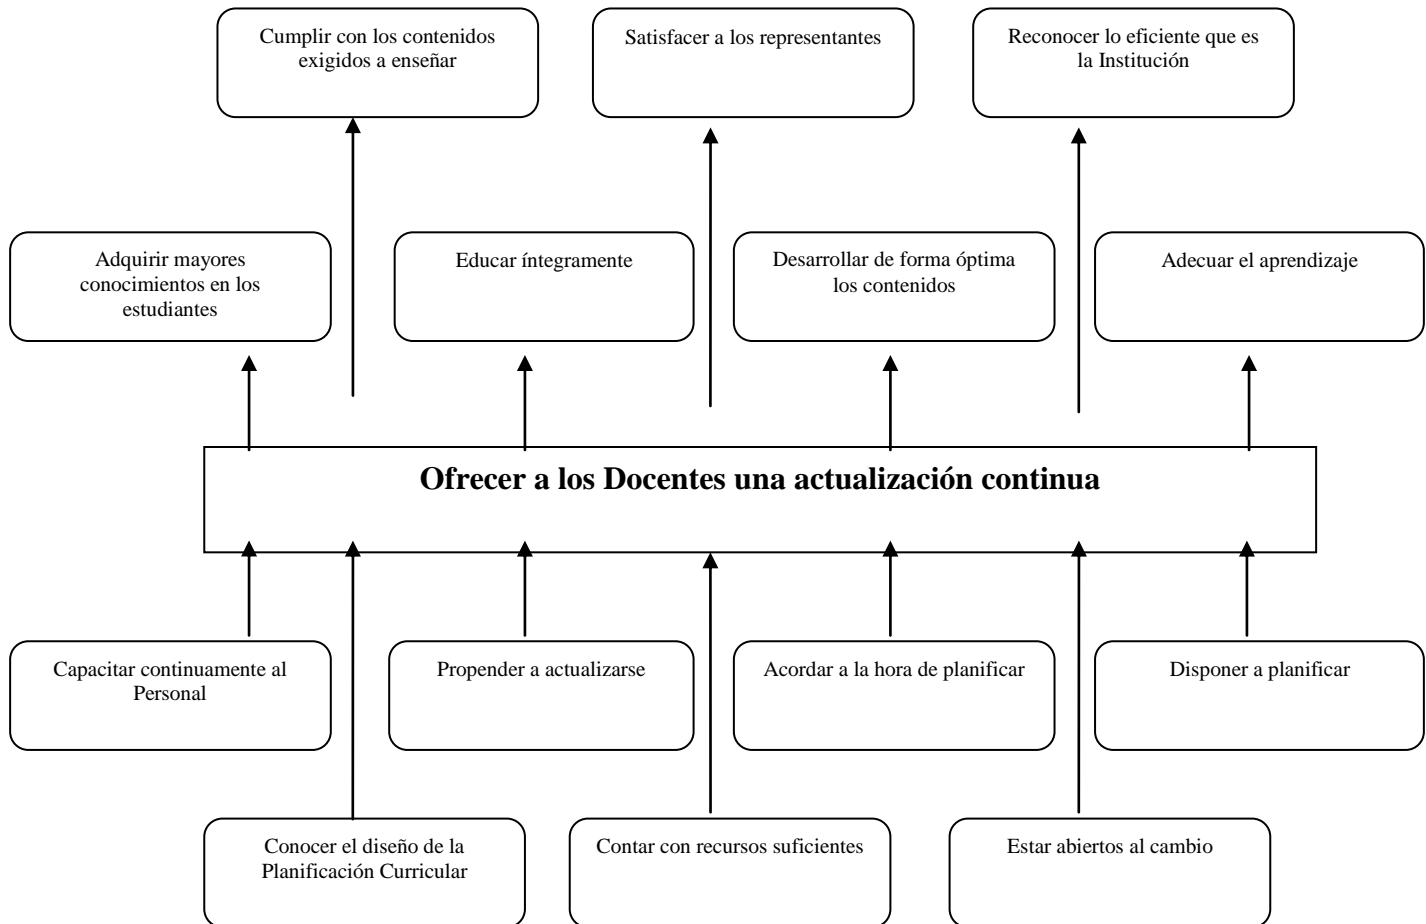 Cumplir con los contenidos
exigidos a enseñar
Satisfacer a los representantes
Reconocer lo eficiente que es
la Institución
Adquirir mayores
conocimientos en los
estudiantes
Educar íntegramente
Desarrollar de forma óptima
los contenidos
Adecuar el aprendizaje
Ofrecer a los Docentes una actualización continua
Capacitar continuamente al
Personal
Propender a actualizarse
Acordar a la hora de planificar
Disponer a planificar
Conocer el diseño de la
Planificación Curricular
Contar con recursos suficientes
Estar abiertos al cambio